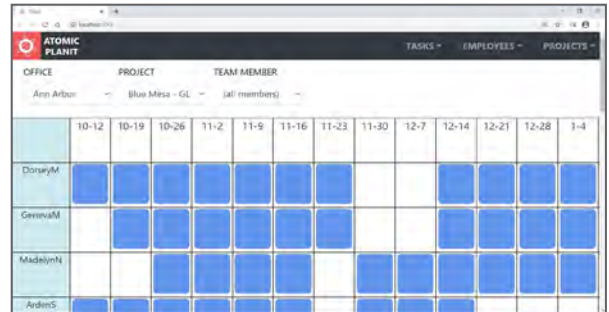 ATOMIC
PLANIT
TASKS EMPLOYEES PROJECTS
OFFICE PROJECT TEAM MEMBER
Ann Arbor Blue Mesa - GL (all members)
10-12 10-19 10-26 11-2 11-9 11-16 11-23 11-30 12-7 12-14 12-21 12-28 1-4
DorseyM
GenevaM
MadelynN
ArdenS